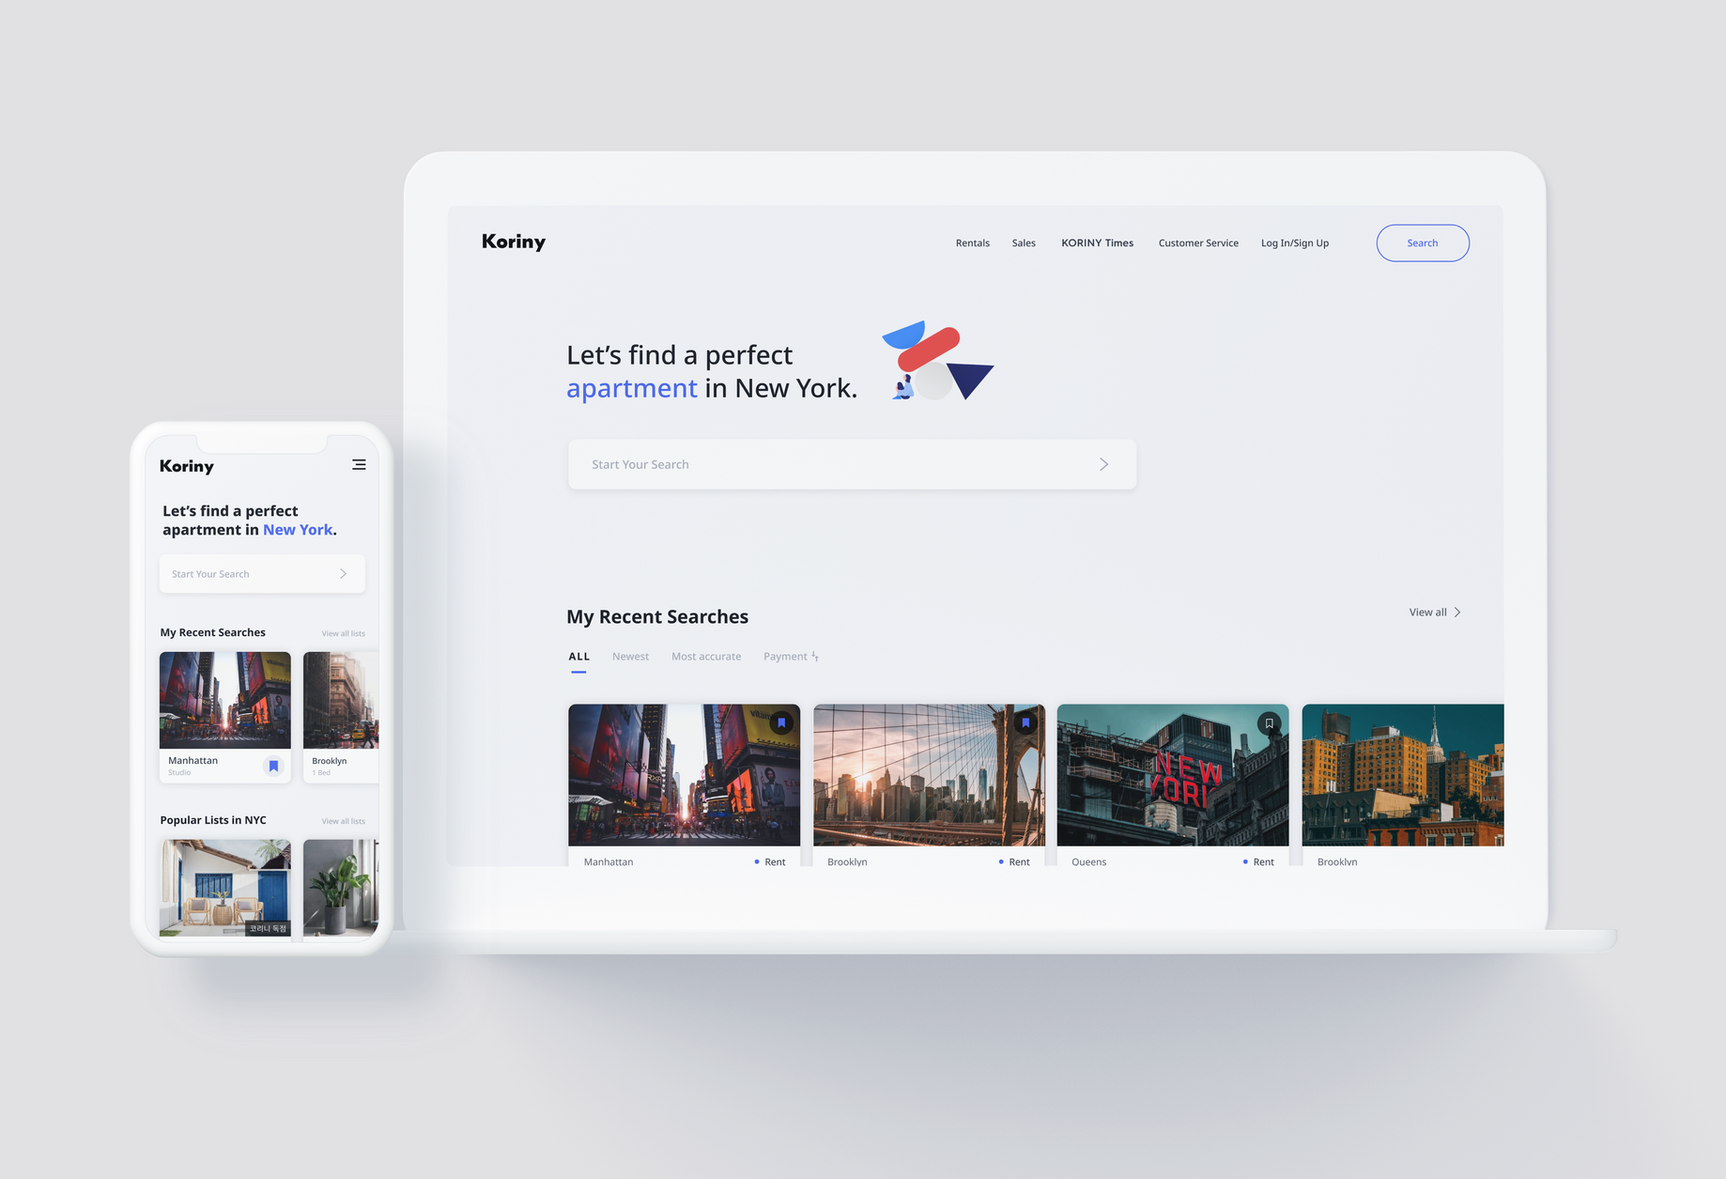 Koriny
Rentals Sales KORINY Times Customer Service Log In/Sign Up Search
Let's find a perfect
apartment in New York.
Start Your Search
My Recent Searches
View all
ALL Newest Most accurate Payment
NEW
YORK
Manhattan Rent
Brooklyn Rent
Queens Rent
Brooklyn
Koriny
Let's find a perfect
apartment in New York.
Start Your Search
My Recent Searches View all lists
Manhattan
Studio
Brooklyn
1 Bed
Popular Lists in NYC View all lists
코리니 독점